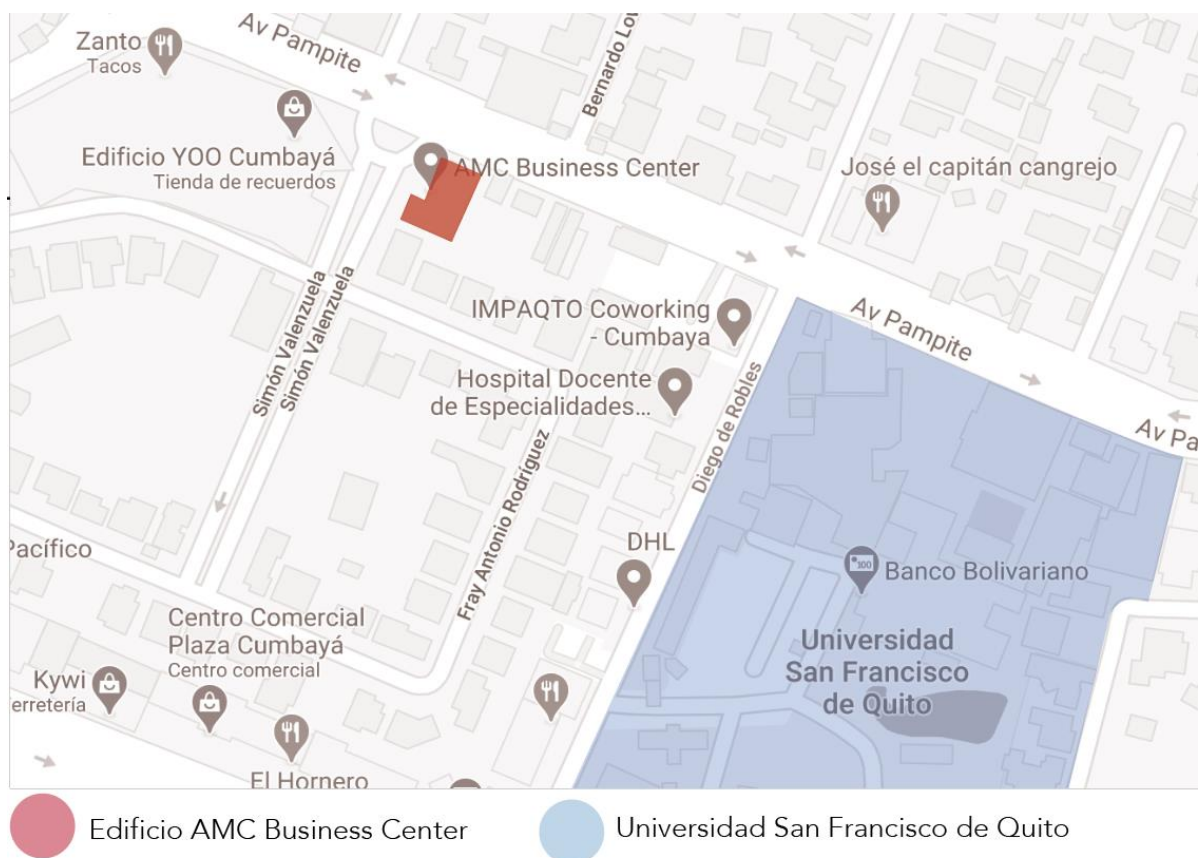 Zanto
Tacos
Av Pampite
Bernardo Lo
Edificio YOO Cumbayá
Tienda de recuerdos
AMC Business Center
José el capitán cangrejo
Simón Valenzuela
Simón Valenzuela
IMPAQTO Coworking
- Cumbaya
Av Pampite
Hospital Docente
de Especialidades...
Diego de Robles
Av Pa
Fray Antonio Rodríguez
Pacífico
DHL
Banco Bolivariano
Centro Comercial
Plaza Cumbayá
Centro comercial
Universidad
San Francisco
de Quito
Kywi
erretería
El Hornero
Edificio AMC Business Center
Universidad San Francisco de Quito